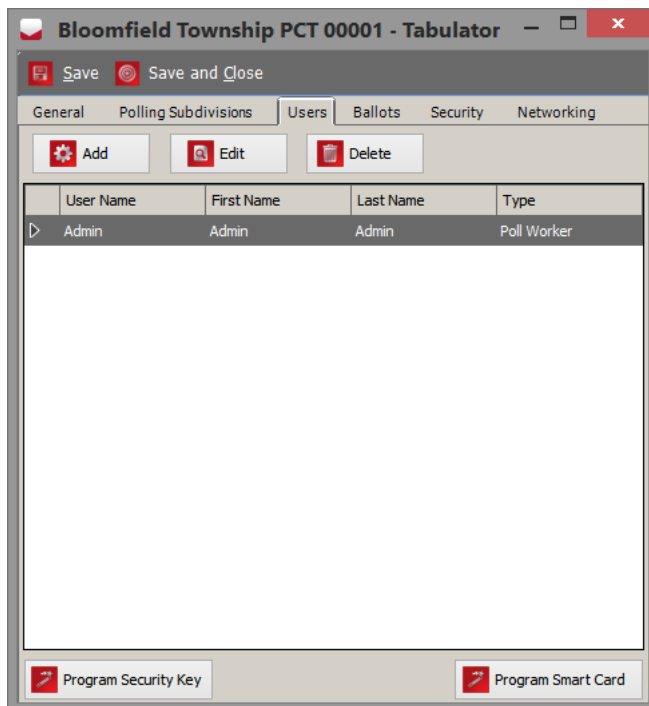 Bloomfield Township PCT 00001 - Tabulator
Save Save and Close
General Polling Subdivisions Users Ballots Security Networking
Add Edit Delete
User Name First Name Last Name Type
Admin Admin Admin Poll Worker
Program Security Key Program Smart Card